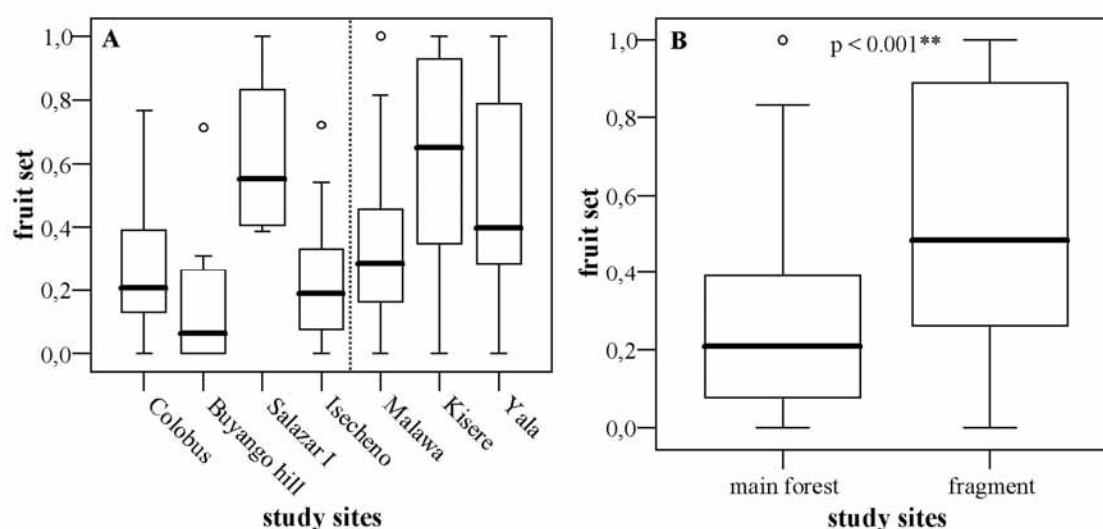 A
1,0
0,8
0,6
0,4
0,2
0,0
fruit set
Colobus
Buyango hill
Salazar I
Isecheno
Malawa
Kisere
Yala
study sites
B
p < 0.001**
1,0
0,8
0,6
0,4
0,2
0,0
fruit set
main forest
fragment
study sites